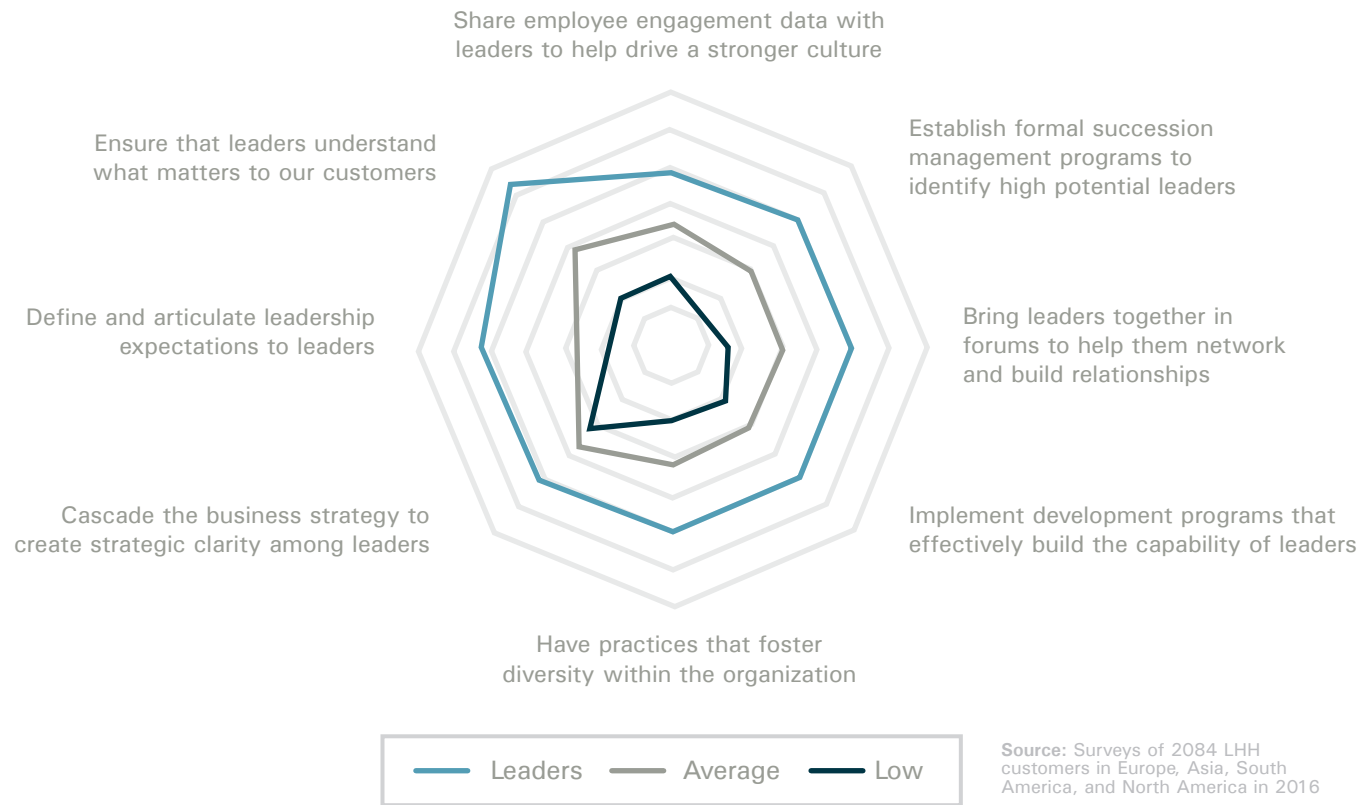 Share employee engagement data with
leaders to help drive a stronger culture
Ensure that leaders understand
what matters to our customers
Establish formal succession
management programs to
identify high potential leaders
Define and articulate leadership
expectations to leaders
Bring leaders together in
forums to help them network
and build relationships
Cascade the business strategy to
create strategic clarity among leaders
Implement development programs that
effectively build the capability of leaders
Have practices that foster
diversity within the organization
Leaders
Average
Low
Source: Surveys of 2084 LHH
customers in Europe, Asia, South
America, and North America in 2016